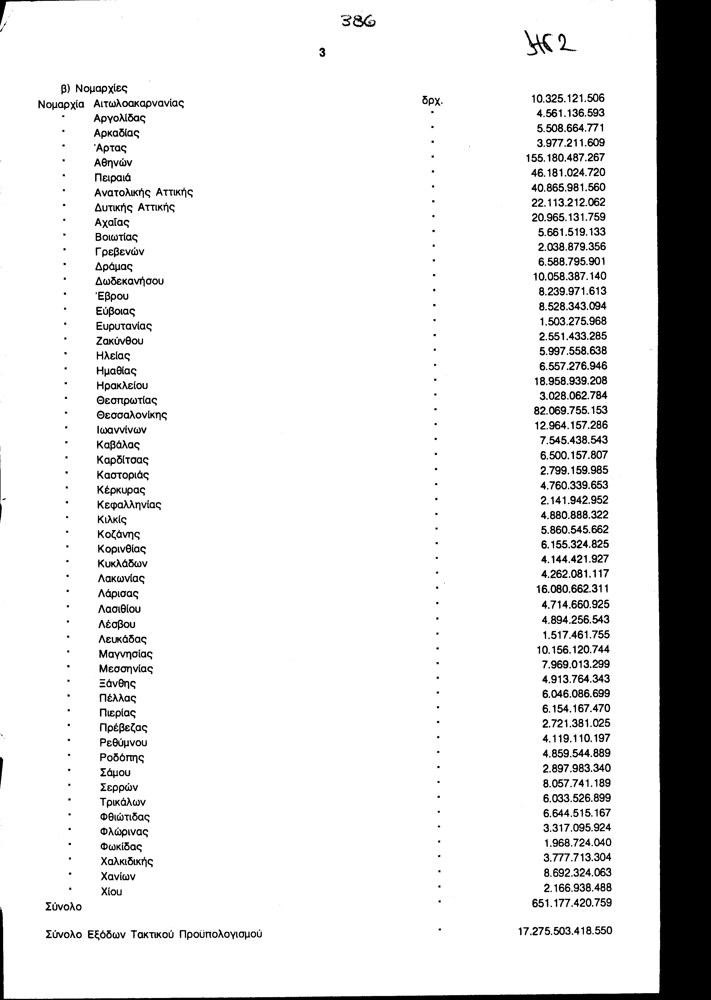 386
3
β) Νομαρχίες
Νομαρχία Αιτωλοακαρνανίας δρχ. 10.325.121.506
" Αργολίδας " 4.561.136.593
" Αρκαδίας " 5.508.664.771
" Άρτας " 3.977.211.609
" Αθηνών " 155.180.487.267
" Πειραιά " 46.181.024.720
" Ανατολικής Αττικής " 40.865.981.560
" Δυτικής Αττικής " 22.113.212.062
" Αχαΐας " 20.965.131.759
" Βοιωτίας " 5.661.519.133
" Γρεβενών " 2.038.879.356
" Δράμας " 6.588.795.901
" Δωδεκανήσου " 10.058.387.140
" Έβρου " 8.239.971.613
" Εύβοιας " 8.528.343.094
" Ευρυτανίας " 1.503.275.968
" Ζακύνθου " 2.551.433.285
" Ηλείας " 5.997.558.638
" Ημαθίας " 6.557.276.946
" Ηρακλείου " 18.958.939.208
" Θεσπρωτίας " 3.028.062.784
" Θεσσαλονίκης " 82.069.755.153
" Ιωαννίνων " 12.964.157.286
" Καβάλας " 7.545.438.543
" Καρδίτσας " 6.500.157.807
" Καστοριάς " 2.799.159.985
" Κέρκυρας " 4.760.339.653
" Κεφαλληνίας " 2.141.942.952
" Κιλκίς " 4.880.888.322
" Κοζάνης " 5.860.545.662
" Κορινθίας " 6.155.324.825
" Κυκλάδων " 4.144.421.927
" Λακωνίας " 4.262.081.117
" Λάρισας " 16.080.662.311
" Λασιθίου " 4.714.660.925
" Λέσβου " 4.894.256.543
" Λευκάδας " 1.517.461.755
" Μαγνησίας " 10.156.120.744
" Μεσσηνίας " 7.969.013.299
" Ξάνθης " 4.913.764.343
" Πέλλας " 6.046.086.699
" Πιερίας " 6.154.167.470
" Πρέβεζας " 2.721.381.025
" Ρεθύμνου " 4.119.110.197
" Ροδόπης " 4.859.544.889
" Σάμου " 2.897.983.340
" Σερρών " 8.057.741.189
" Τρικάλων " 6.033.526.899
" Φθιώτιδας " 6.644.515.167
" Φλώρινας " 3.317.095.924
" Φωκίδας " 1.968.724.040
" Χαλκιδικής " 3.777.713.304
" Χανίων " 8.692.324.063
" Χίου " 2.166.938.488
Σύνολο " 651.177.420.759
Σύνολο Εξόδων Τακτικού Προϋπολογισμού " 17.275.503.418.550